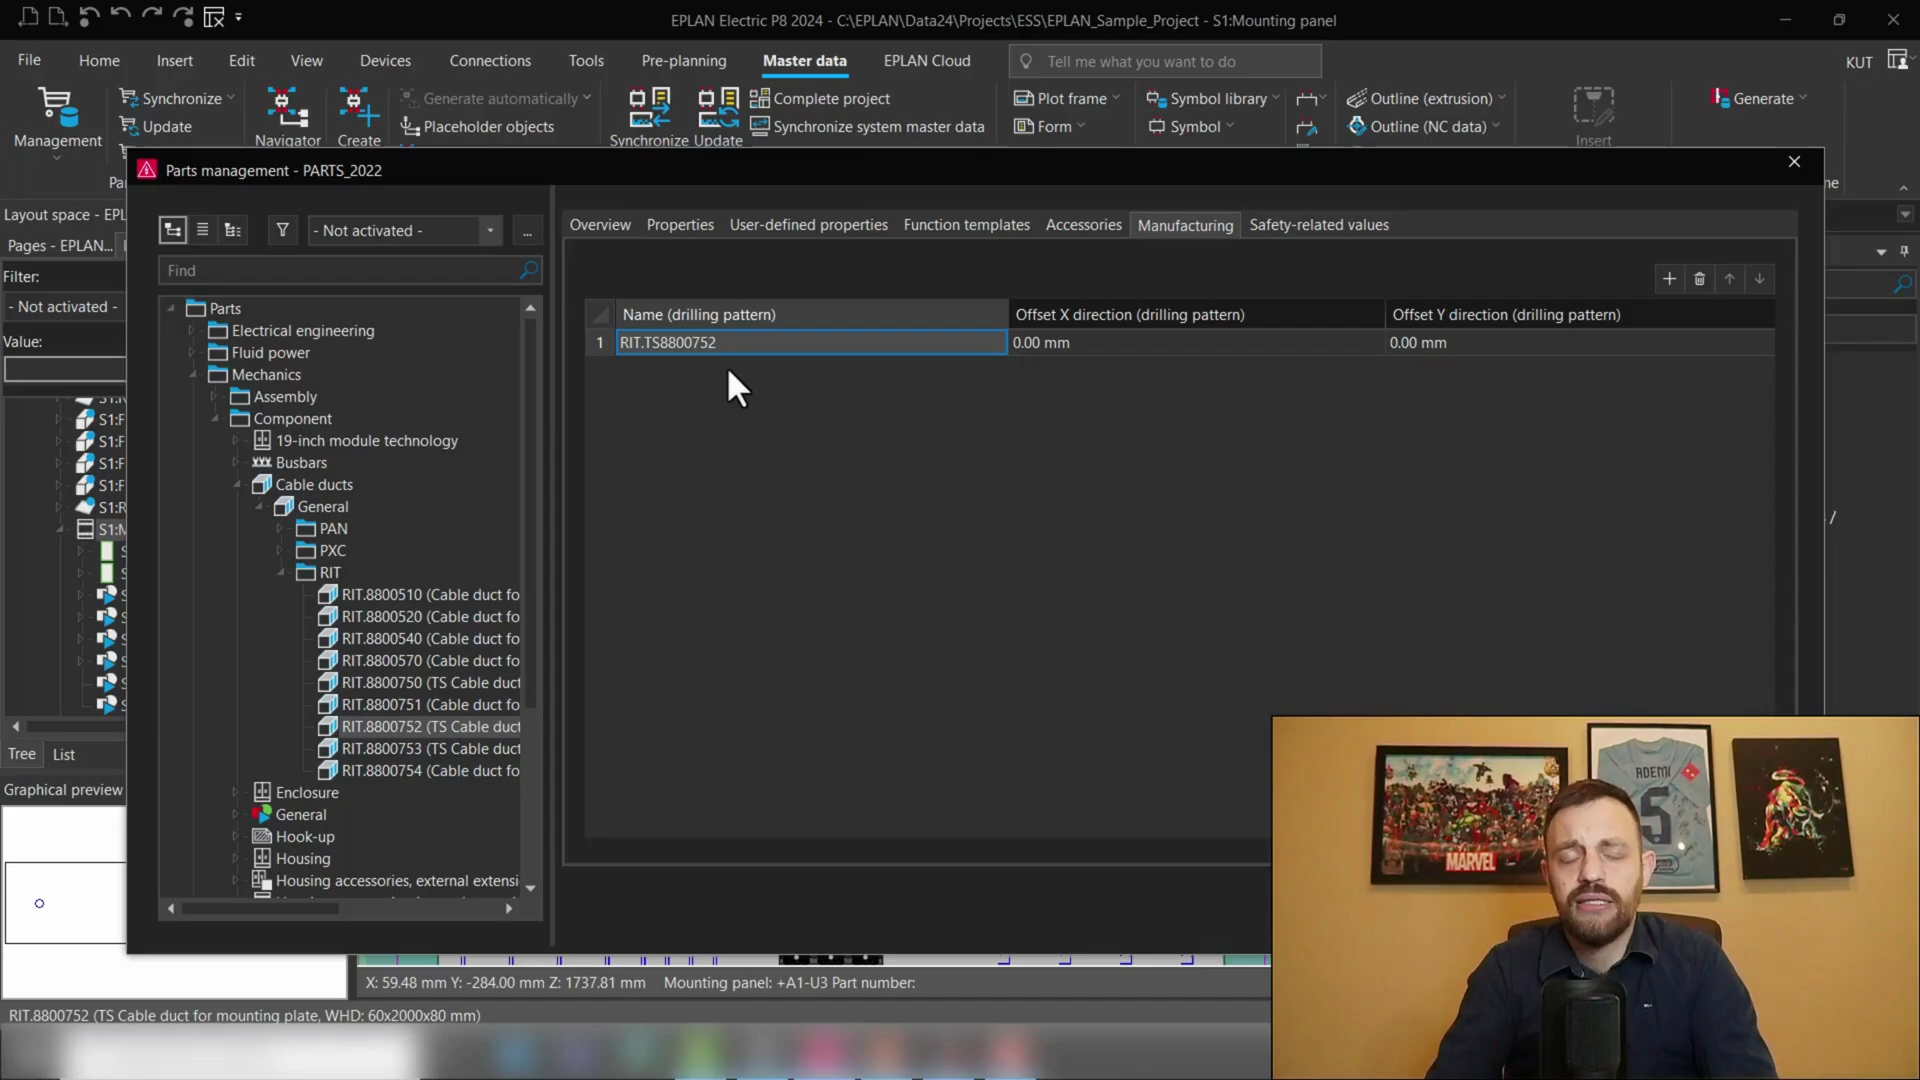 EPLAN Electric P8 2024 - C:\EPLAN\Data24\Projects\ESS\EPLAN_Sample_Project - S1:Mounting panel
File Home Insert Edit View Devices Connections Tools Pre-planning Master data EPLAN Cloud Tell me what you want to do KUT
Synchronize Generate automatically Complete project Plot frame Symbol library Outline (extrusion) Generate
Update Placeholder objects Synchronize system master data Form Symbol Outline (NC data)
Management Navigator Create Synchronize Update Insert
Parts management - PARTS_2022
Layout space - EPL
Pages - EPLAN...
Filter:
- Not activated -
Value:
- Not activated - ...
Find
Parts
Electrical engineering
Fluid power
Mechanics
Assembly
Component
19-inch module technology
Busbars
Cable ducts
General
PAN
PXC
RIT
RIT.8800510 (Cable duct fo
RIT.8800520 (Cable duct fo
RIT.8800540 (Cable duct fo
RIT.8800570 (Cable duct fo
RIT.8800750 (TS Cable duct
RIT.8800751 (Cable duct fo
RIT.8800752 (TS Cable duct
RIT.8800753 (TS Cable duct
RIT.8800754 (Cable duct fo
Enclosure
General
Hook-up
Housing
Housing accessories, external extensi
Overview Properties User-defined properties Function templates Accessories Manufacturing Safety-related values
Name (drilling pattern) Offset X direction (drilling pattern) Offset Y direction (drilling pattern)
1 RIT.TS8800752 0.00 mm 0.00 mm
S1:F
S1:F
S1:F
S1:F
S1:R
Tree List
Graphical preview
X: 59.48 mm Y: -284.00 mm Z: 1737.81 mm Mounting panel: +A1-U3 Part number:
RIT.8800752 (TS Cable duct for mounting plate, WHD: 60x2000x80 mm)
MARVEL
ADEMI
5